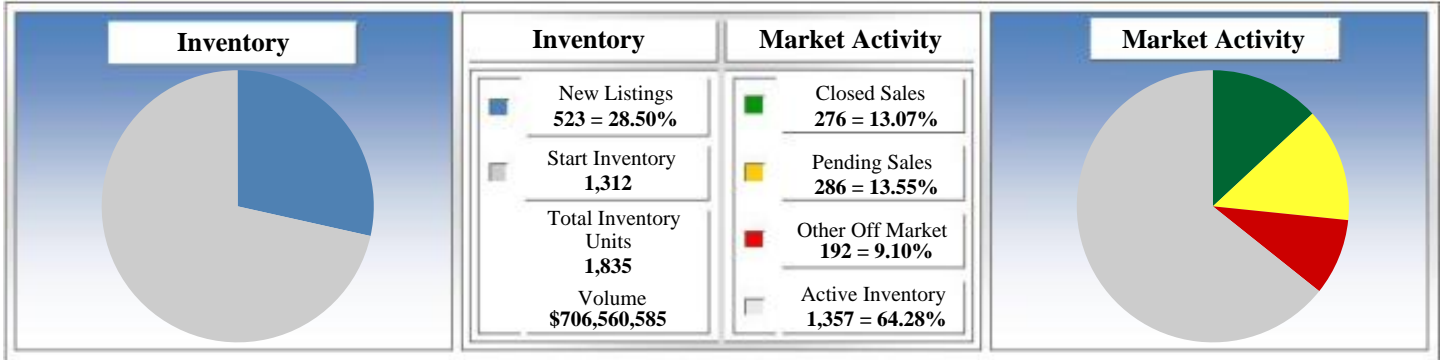 Inventory
Inventory
Market Activity
New Listings
523 = 28.50%
Start Inventory
1,312
Total Inventory
Units
1,835
Volume
$706,560,585
Closed Sales
276 = 13.07%
Pending Sales
286 = 13.55%
Other Off Market
192 = 9.10%
Active Inventory
1,357 = 64.28%
Market Activity